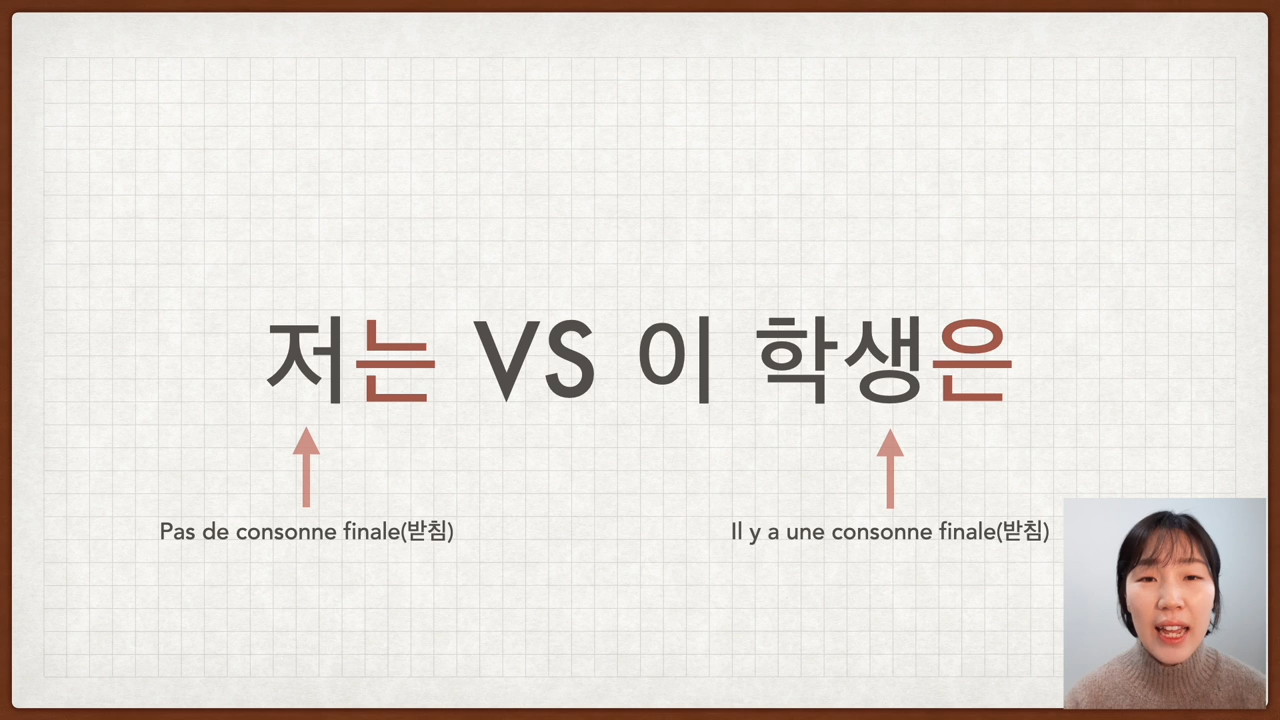 저는 VS 이 학생은
Pas de consonne finale(받침)
Il y a une consonne finale(받침)